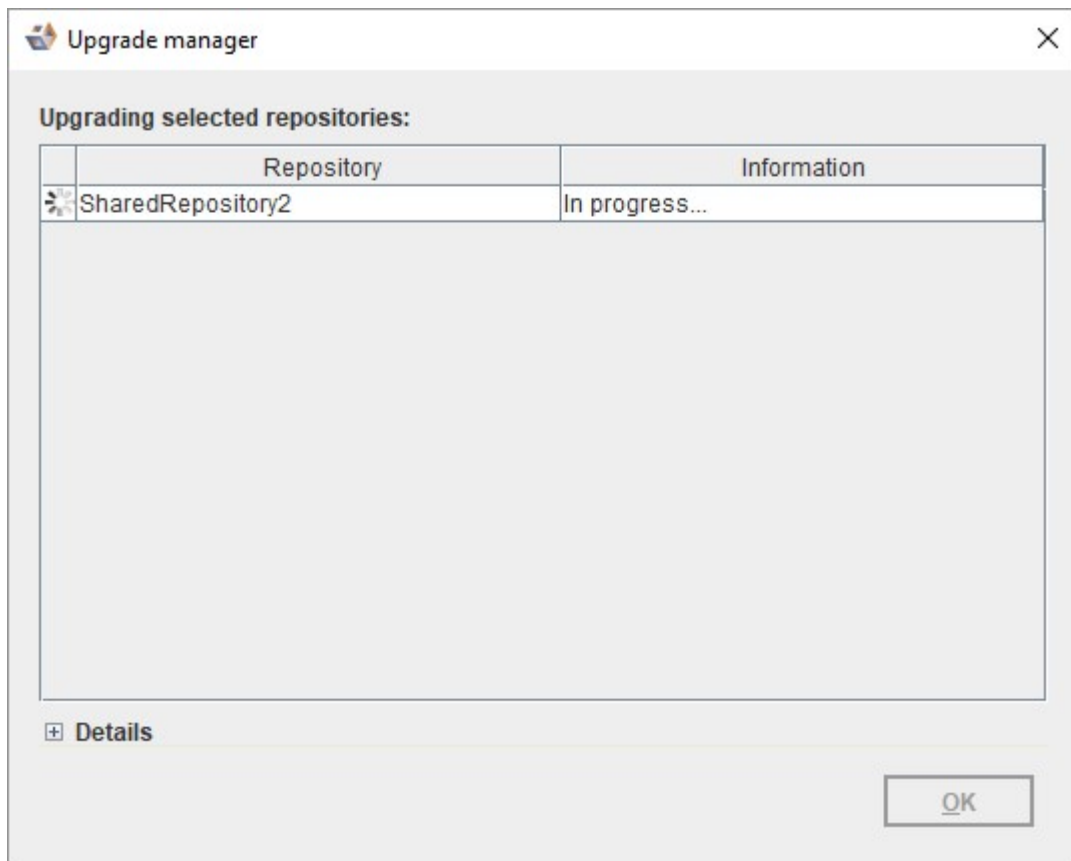 Upgrade manager
Upgrading selected repositories:
Repository Information
SharedRepository2 In progress...
Details
OK